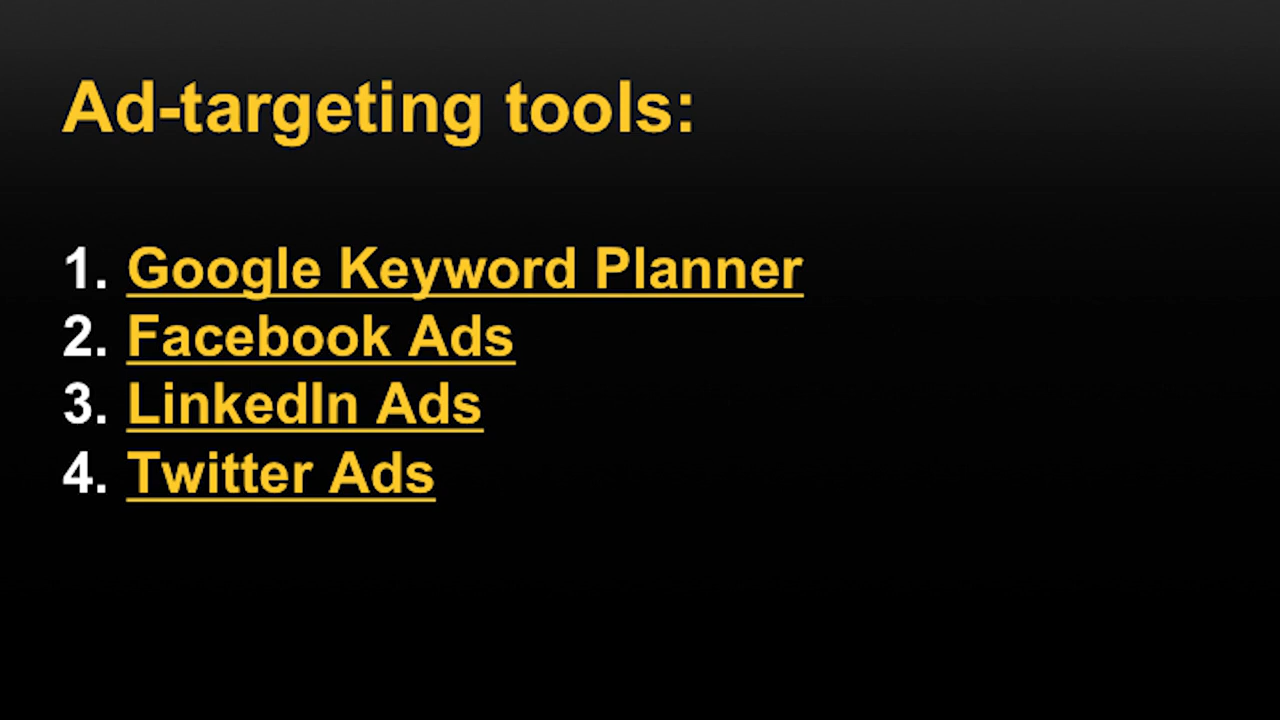 Ad-targeting tools:
1. Google Keyword Planner
2. Facebook Ads
3. LinkedIn Ads
4. Twitter Ads